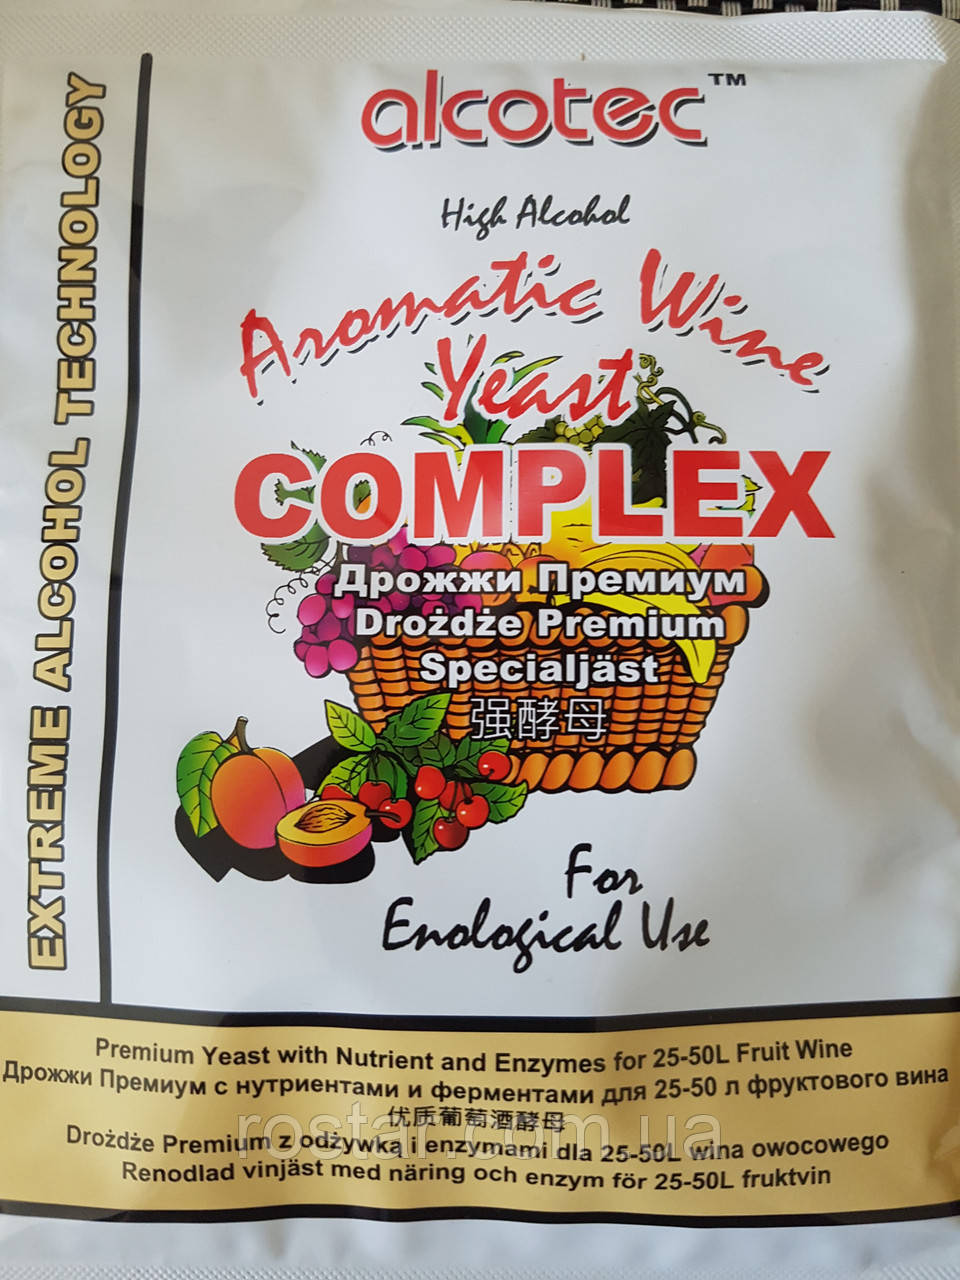 alcotec™
High Alcohol
Aromatic Wine
Yeast
COMPLEX
Дрожжи Премиум
Drożdże Premium
Specialjäst
强酵母
For
Enological Use
EXTREME ALCOHOL TECHNOLOGY
Premium Yeast with Nutrient and Enzymes for 25-50L Fruit Wine
Дрожжи Премиум с нутриентами и ферментами для 25-50 л фруктового вина
优质葡萄酒酵母
Drożdże Premium z odżywką i enzymami dla 25-50L wina owocowego
Renodlad vinjäst med näring och enzym för 25-50L fruktvin
rostar.com.ua